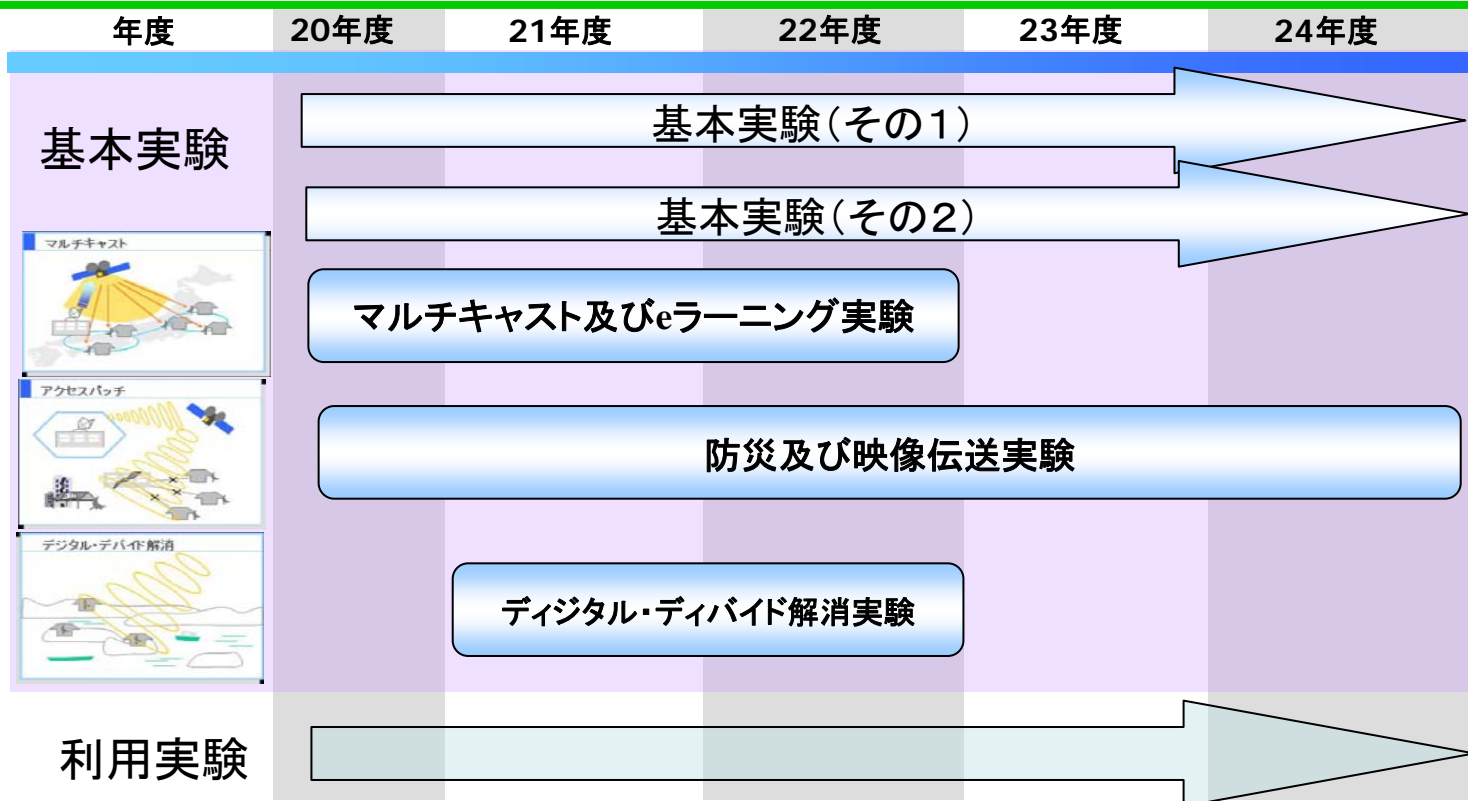 年度 20年度 21年度 22年度 23年度 24年度
基本実験
基本実験（その１）
基本実験（その２）
マルチキャスト
マルチキャスト及びeラーニング実験
アクセスパッチ
防災及び映像伝送実験
デジタル・デバイド解消
ディジタル・ディバイド解消実験
利用実験